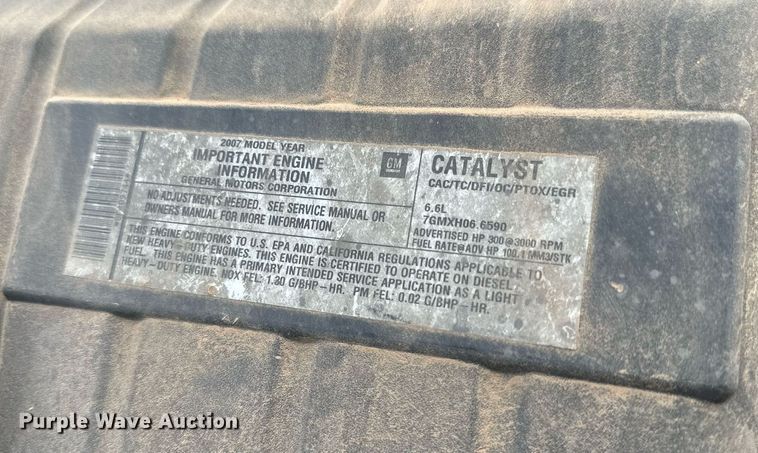 2007 MODEL YEAR
IMPORTANT ENGINE
INFORMATION
GENERAL MOTORS CORPORATION
GM
NO ADJUSTMENTS NEEDED. SEE SERVICE MANUAL OR
OWNERS MANUAL FOR MORE INFORMATION.
THIS ENGINE CONFORMS TO U.S. EPA AND CALIFORNIA REGULATIONS APPLICABLE TO
NEW HEAVY-DUTY ENGINES. THIS ENGINE IS CERTIFIED TO OPERATE ON DIESEL
FUEL. THIS ENGINE HAS A PRIMARY INTENDED SERVICE APPLICATION AS A LIGHT
HEAVY-DUTY ENGINE. NOX FEL: 1.30 G/BHP-HR. PM FEL: 0.02 G/BHP-HR.
CATALYST
CAC/TC/DFI/OC/PTOX/EGR
6.6L
7GMXH06.6590
ADVERTISED HP 300@3000 RPM
FUEL RATE@ADV HP 100.1 MM3/STK
Purple Wave Auction